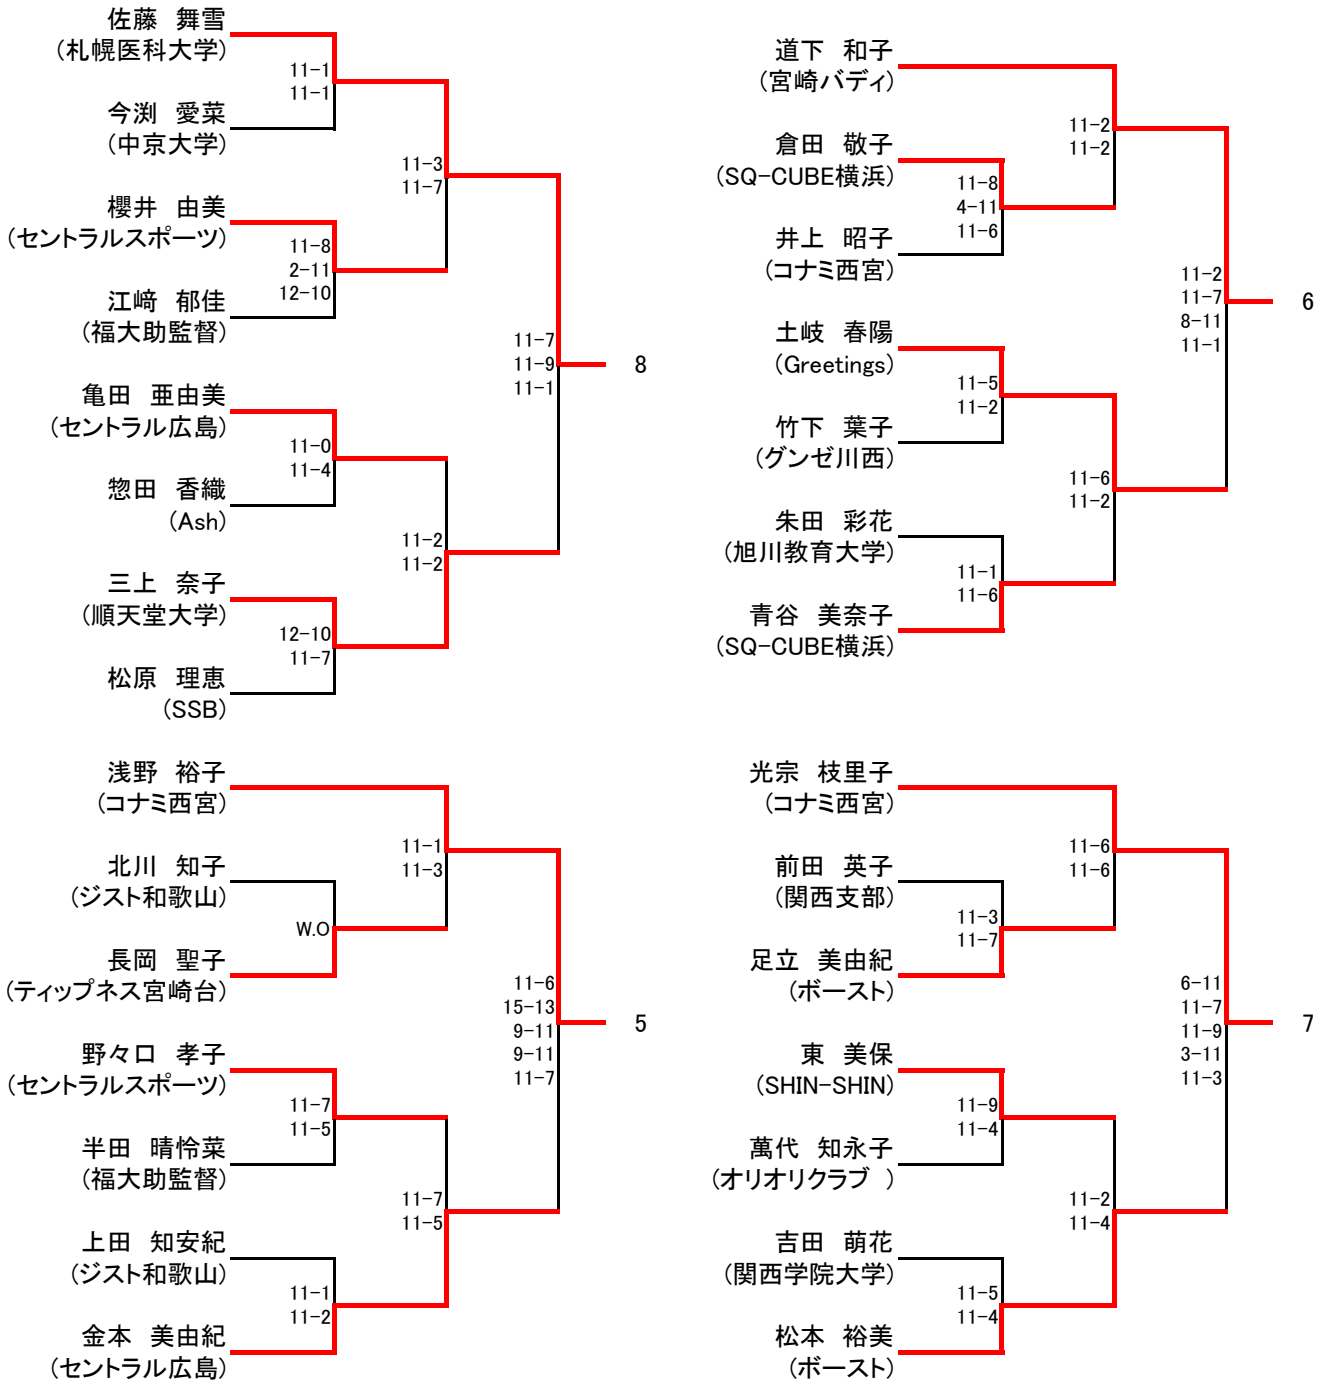 佐藤 舞雪
(札幌医科大学)
11-1
11-1
今渕 愛菜
(中京大学)
11-3
11-7
櫻井 由美
(セントラルスポーツ)
11-8
2-11
12-10
江﨑 郁佳
(福大助監督)
11-7
11-9
11-1
8
亀田 亜由美
(セントラル広島)
11-0
11-4
惣田 香織
(Ash)
11-2
11-2
三上 奈子
(順天堂大学)
12-10
11-7
松原 理恵
(SSB)
道下 和子
(宮崎バディ)
11-2
11-2
倉田 敬子
(SQ-CUBE横浜)
11-8
4-11
11-6
井上 昭子
(コナミ西宮)
11-2
11-7
8-11
11-1
6
土岐 春陽
(Greetings)
11-5
11-2
竹下 葉子
(グンゼ川西)
11-6
11-2
朱田 彩花
(旭川教育大学)
11-1
11-6
青谷 美奈子
(SQ-CUBE横浜)
浅野 裕子
(コナミ西宮)
11-1
11-3
北川 知子
(ジスト和歌山)
W.O
長岡 聖子
(ティップネス宮崎台)
11-6
15-13
9-11
9-11
11-7
5
野々口 孝子
(セントラルスポーツ)
11-7
11-5
半田 晴怜菜
(福大助監督)
11-7
11-5
上田 知安紀
(ジスト和歌山)
11-1
11-2
金本 美由紀
(セントラル広島)
光宗 枝里子
(コナミ西宮)
11-6
11-6
前田 英子
(関西支部)
11-3
11-7
足立 美由紀
(ボースト)
6-11
11-7
11-9
3-11
11-3
7
東 美保
(SHIN-SHIN)
11-9
11-4
萬代 知永子
(オリオリクラブ )
11-2
11-4
吉田 萌花
(関西学院大学)
11-5
11-4
松本 裕美
(ボースト)